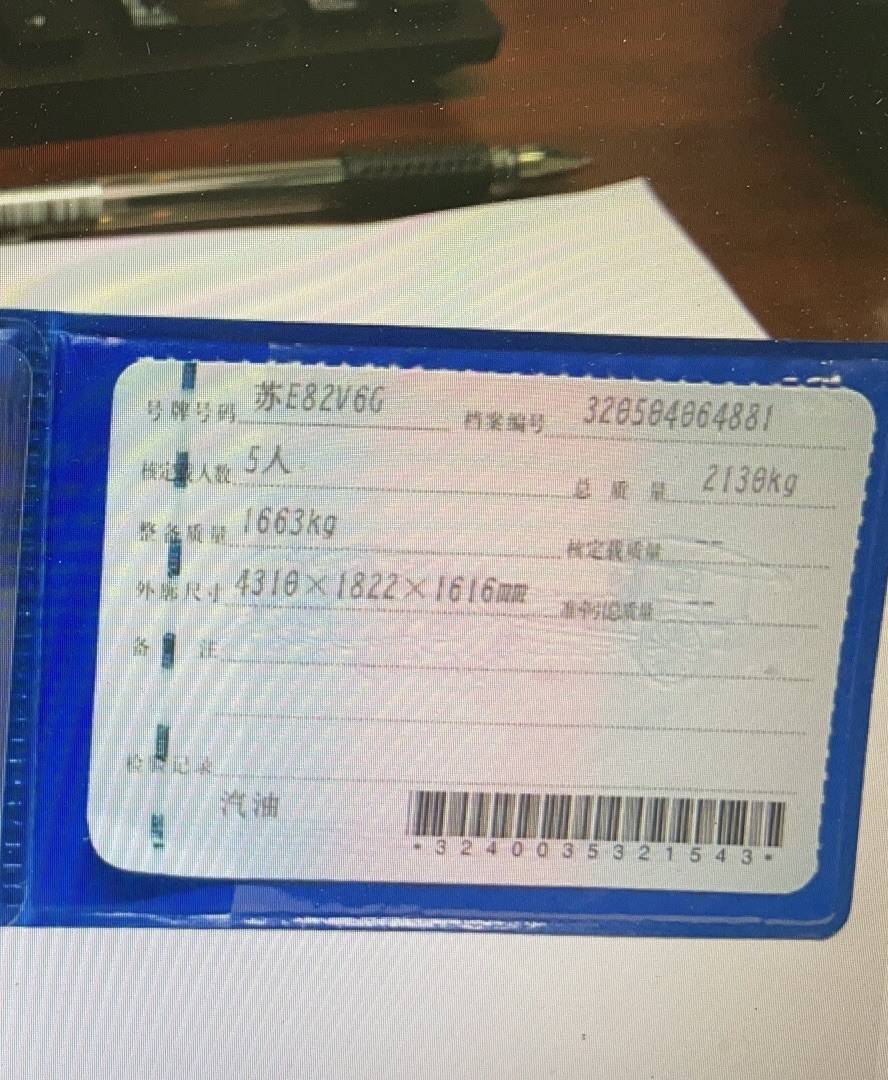 号牌号码 苏E82V6G 档案编号 320504064881
核定载人数 5人 总质量 2130kg
整备质量 1663kg 核定载质量 --
外廓尺寸 4310×1822×1616mm 准牵引总质量 --
备注
检验记录
汽油
*3240035321543*